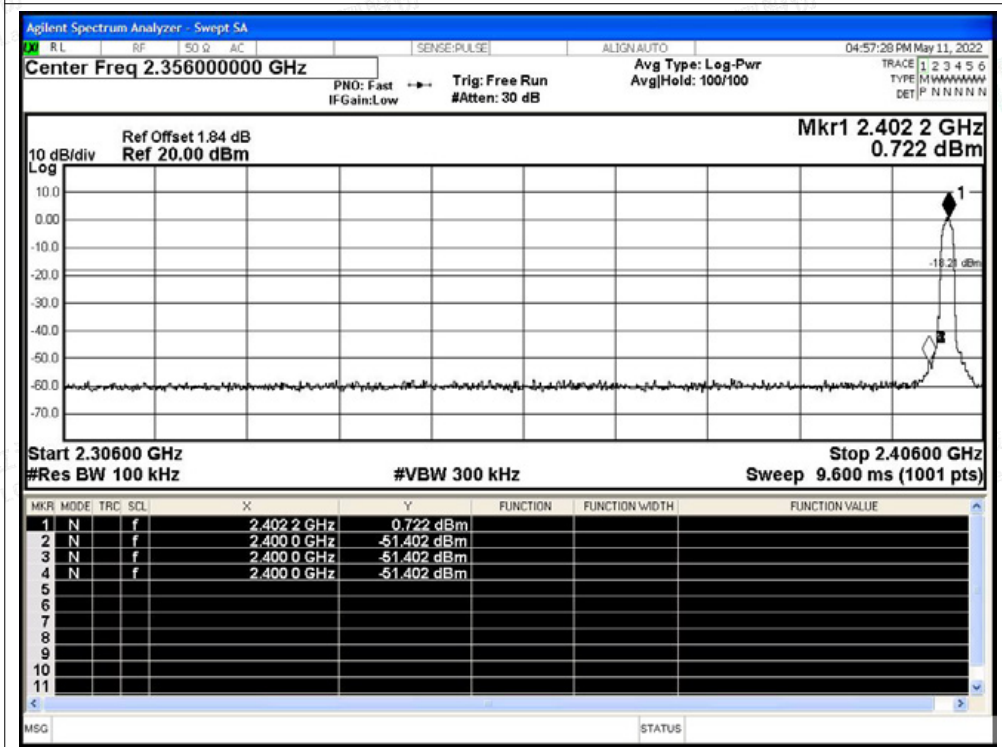 Agilent Spectrum Analyzer - Swept SA
LXI RL RF 50 Ω AC SENSE:PULSE ALIGN AUTO 04:57:28 PM May 11, 2022
Center Freq 2.356000000 GHz
PNO: Fast
IFGain:Low
Trig: Free Run
#Atten: 30 dB
Avg Type: Log-Pwr
Avg|Hold: 100/100
TRACE 1 2 3 4 5 6
TYPE M
DET P N N N N N
Ref Offset 1.84 dB
10 dB/div Ref 20.00 dBm
Log
Mkr1 2.402 2 GHz
0.722 dBm
10.0
0.00
-10.0
-20.0
-30.0
-40.0
-50.0
-60.0
-70.0
1
-18.21 dBm
Start 2.30600 GHz Stop 2.40600 GHz
#Res BW 100 kHz #VBW 300 kHz Sweep 9.600 ms (1001 pts)
MKR MODE TRC SCL X Y FUNCTION FUNCTION WIDTH FUNCTION VALUE
1 N f 2.402 2 GHz 0.722 dBm
2 N f 2.400 0 GHz -51.402 dBm
3 N f 2.400 0 GHz -51.402 dBm
4 N f 2.400 0 GHz -51.402 dBm
5
6
7
8
9
10
11
MSG STATUS